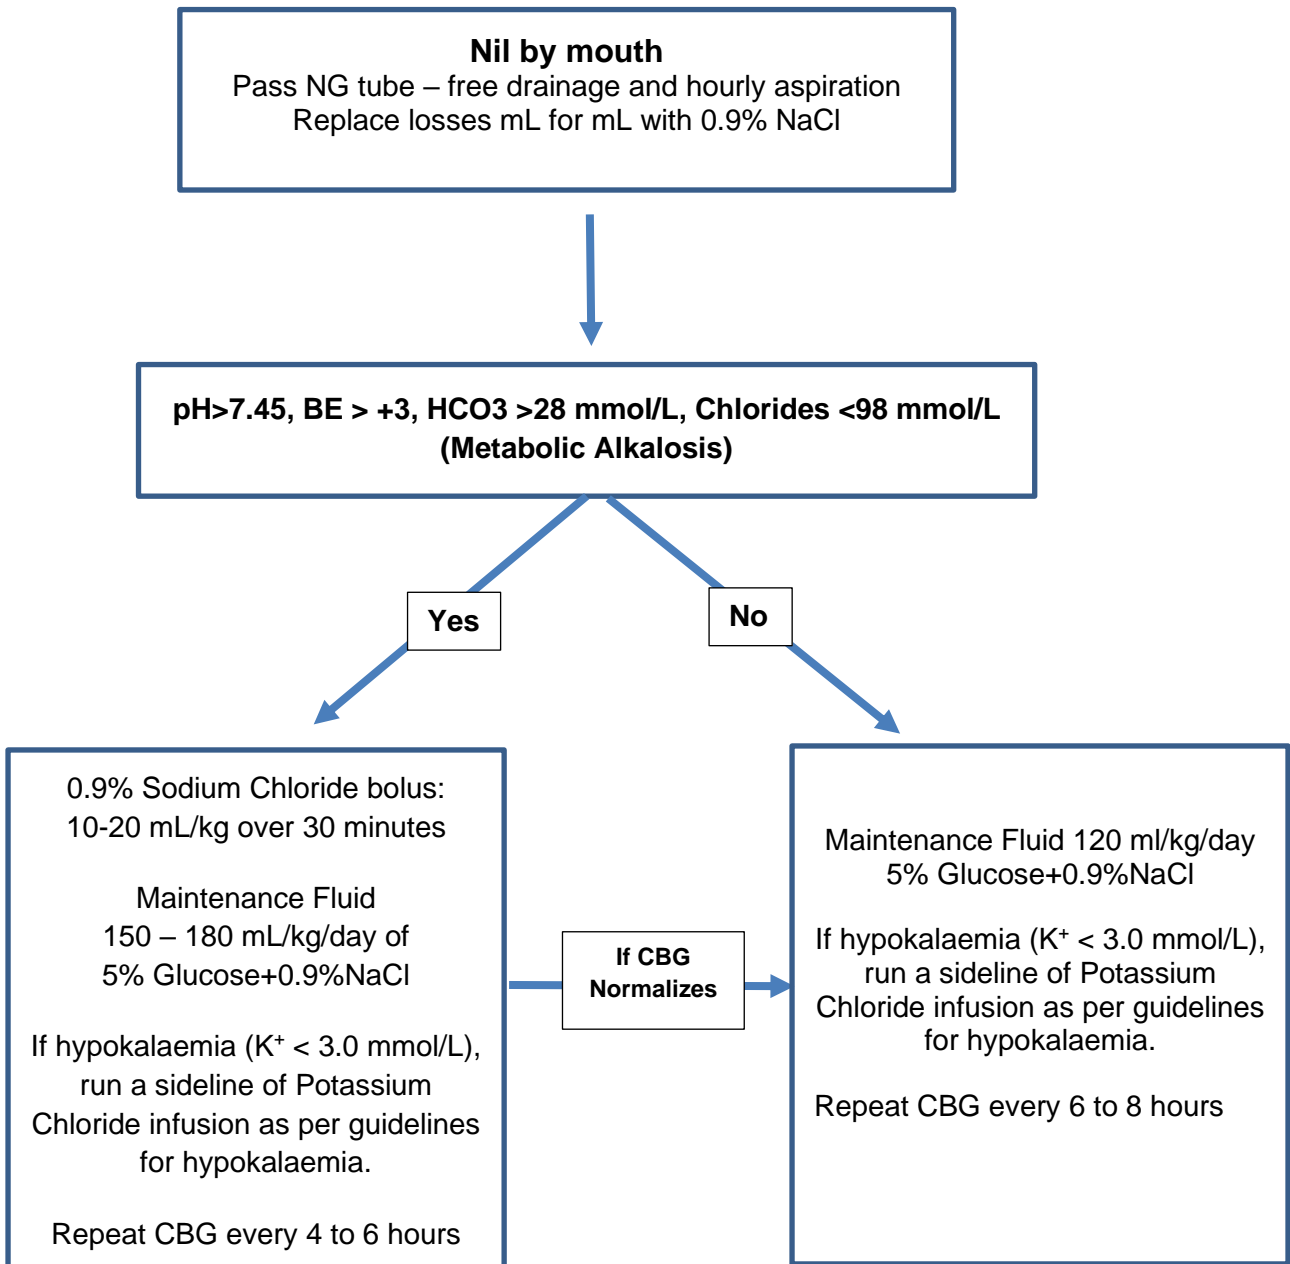 Nil by mouth
Pass NG tube – free drainage and hourly aspiration
Replace losses mL for mL with 0.9% NaCl
pH>7.45, BE > +3, HCO3 >28 mmol/L, Chlorides <98 mmol/L
(Metabolic Alkalosis)
Yes
No
0.9% Sodium Chloride bolus:
10-20 mL/kg over 30 minutes
Maintenance Fluid
150 – 180 mL/kg/day of
5% Glucose+0.9%NaCl
If hypokalaemia (K⁺ < 3.0 mmol/L),
run a sideline of Potassium
Chloride infusion as per guidelines
for hypokalaemia.
Repeat CBG every 4 to 6 hours
If CBG
Normalizes
Maintenance Fluid 120 ml/kg/day
5% Glucose+0.9%NaCl
If hypokalaemia (K⁺ < 3.0 mmol/L),
run a sideline of Potassium
Chloride infusion as per guidelines
for hypokalaemia.
Repeat CBG every 6 to 8 hours